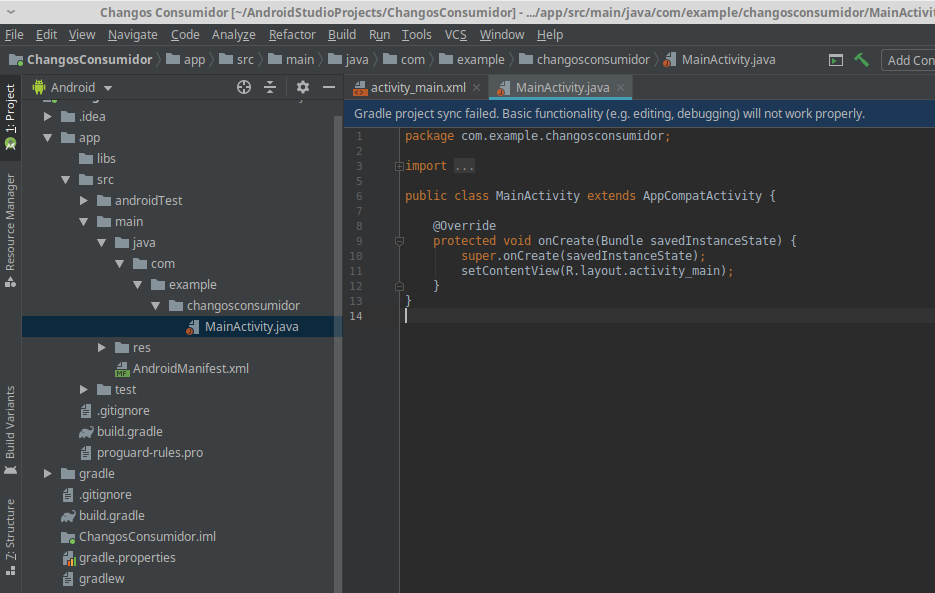 Changos Consumidor [~/AndroidStudioProjects/ChangosConsumidor] - .../app/src/main/java/com/example/changosconsumidor/MainActivi
File Edit View Navigate Code Analyze Refactor Build Run Tools VCS Window Help
ChangosConsumidor app src main java com example changosconsumidor MainActivity.java Add Con
1: Project
Resource Manager
Build Variants
7: Structure
Android
.idea
app
libs
src
androidTest
main
java
com
example
changosconsumidor
MainActivity.java
res
AndroidManifest.xml
test
.gitignore
build.gradle
proguard-rules.pro
gradle
.gitignore
build.gradle
ChangosConsumidor.iml
gradle.properties
gradlew
activity_main.xml MainActivity.java
Gradle project sync failed. Basic functionality (e.g. editing, debugging) will not work properly.
1 package com.example.changosconsumidor;
2
3 import ...
5
6 public class MainActivity extends AppCompatActivity {
7
8 @Override
9 protected void onCreate(Bundle savedInstanceState) {
10 super.onCreate(savedInstanceState);
11 setContentView(R.layout.activity_main);
12 }
13 }
14